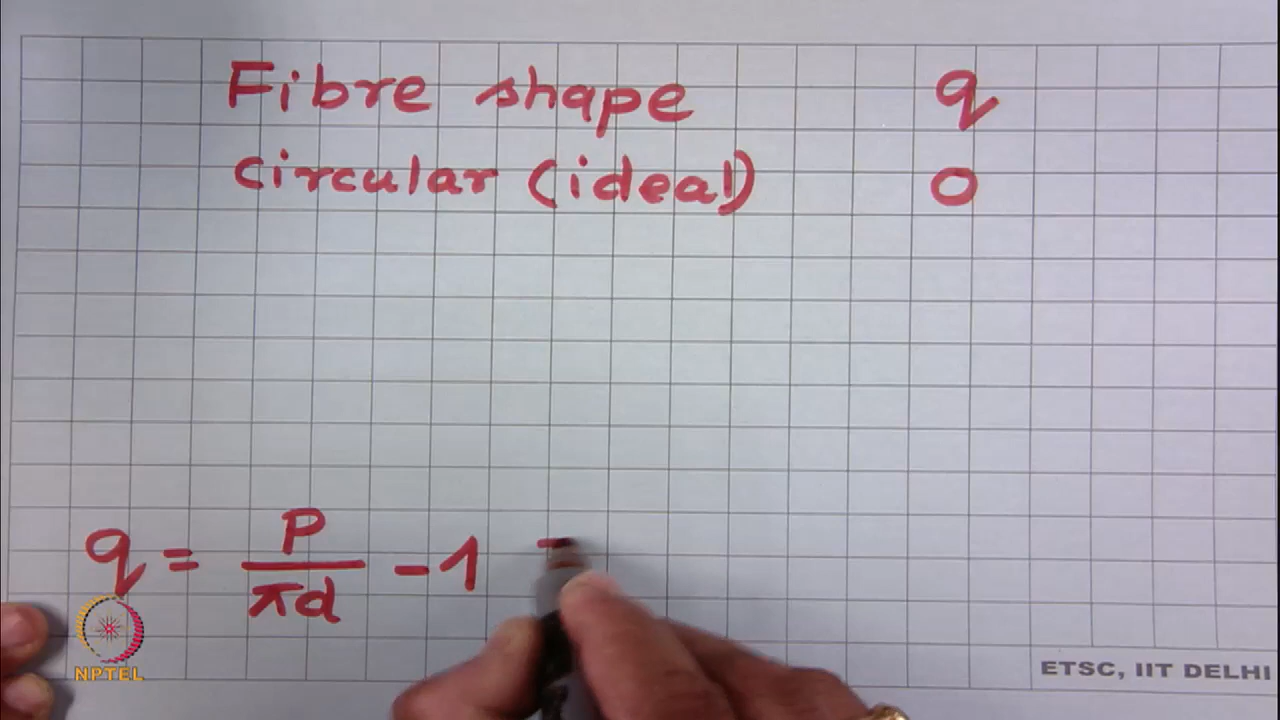 Fibre shape q
Circular (ideal) 0
q = P / πd - 1 =
NPTEL
ETSC, IIT DELHI